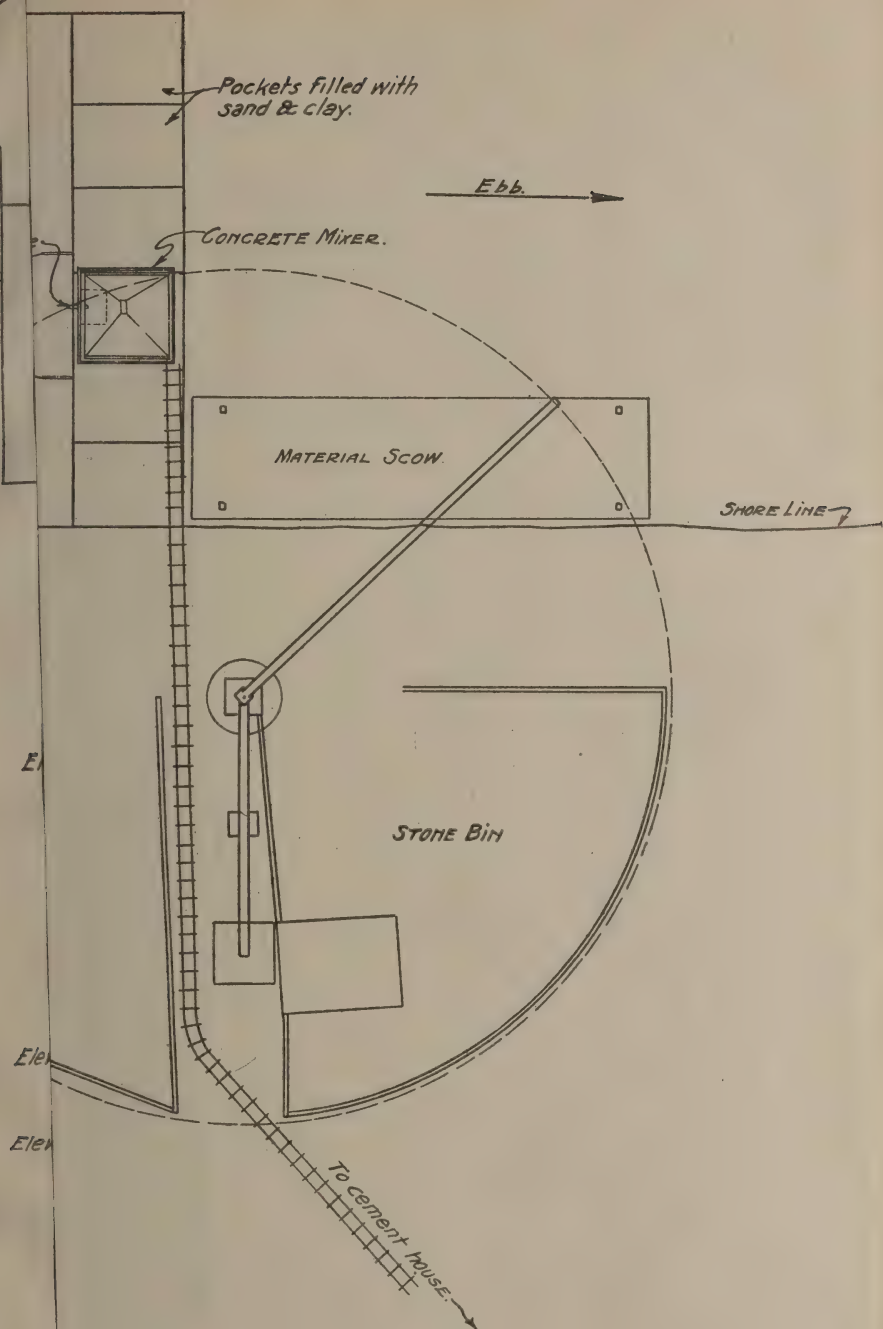 Pockets filled with
sand & clay.
Ebb.
CONCRETE MIXER.
MATERIAL SCOW.
SHORE LINE
STONE BIN
To cement house.